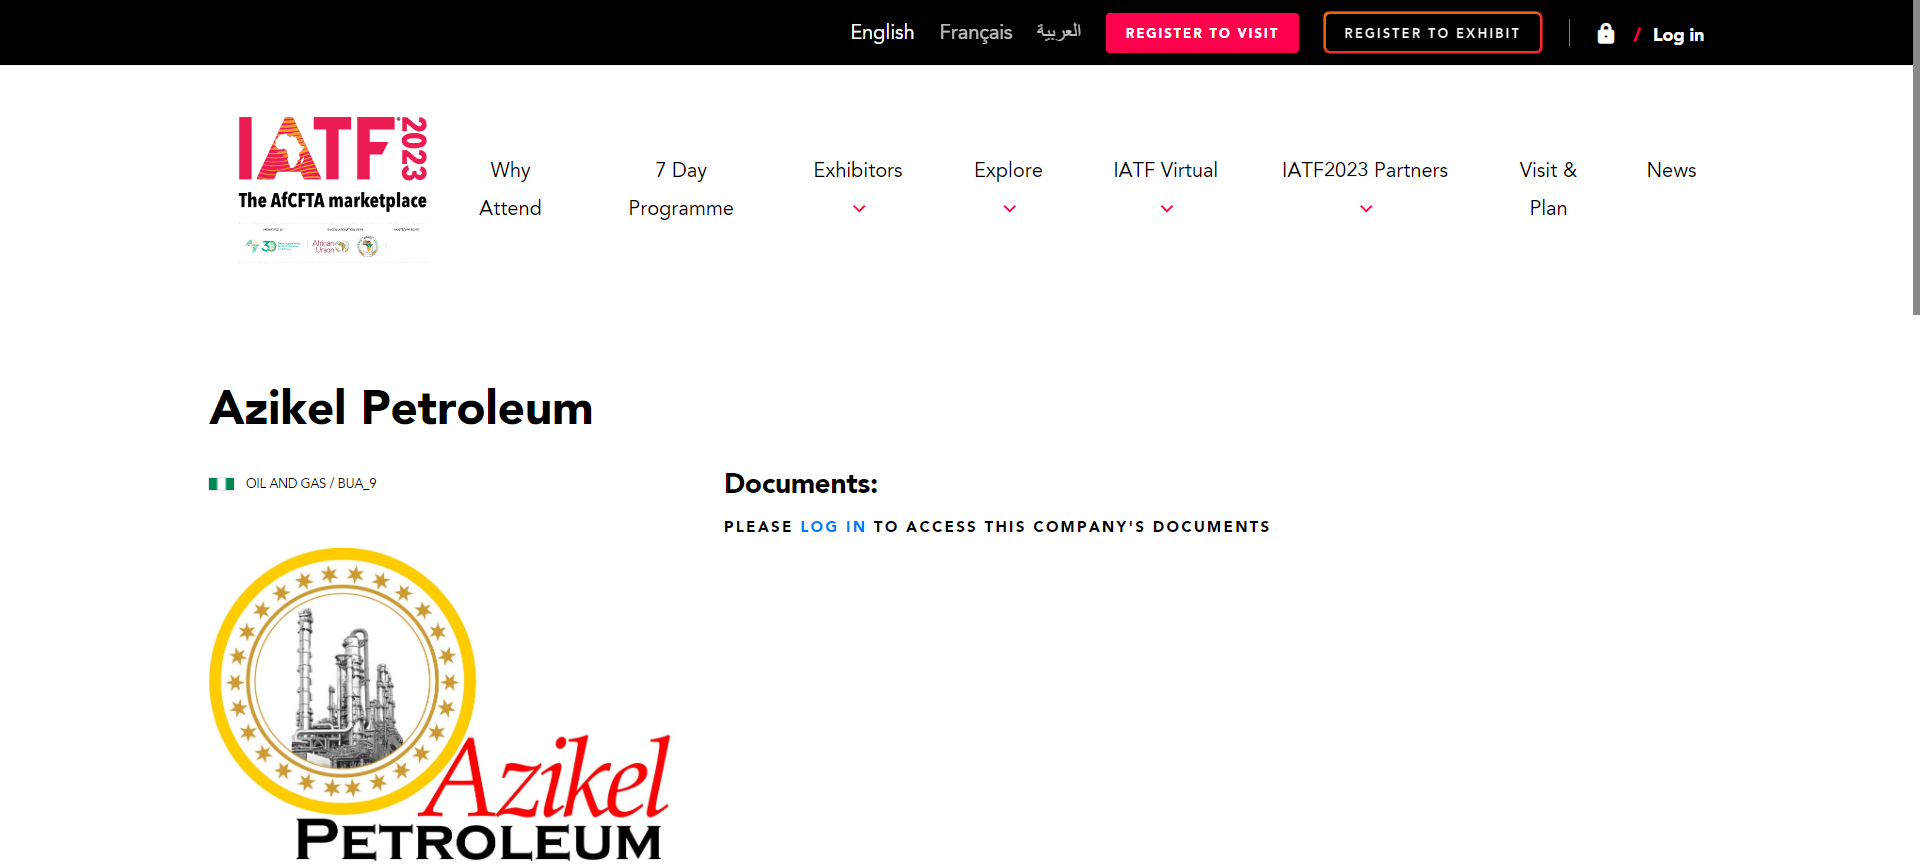 English Français العربية REGISTER TO VISIT REGISTER TO EXHIBIT / Log in
IATF 2023
The AfCFTA marketplace
African Union
Why Attend
7 Day Programme
Exhibitors
Explore
IATF Virtual
IATF2023 Partners
Visit & Plan
News
Azikel Petroleum
OIL AND GAS / BUA_9
Documents:
PLEASE LOG IN TO ACCESS THIS COMPANY'S DOCUMENTS
Azikel
PETROLEUM